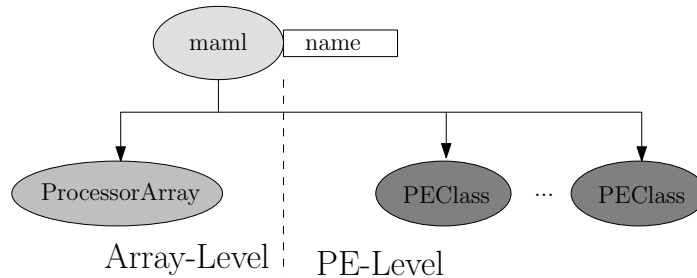 maml name
ProcessorArray PEClass ... PEClass
Array-Level PE-Level